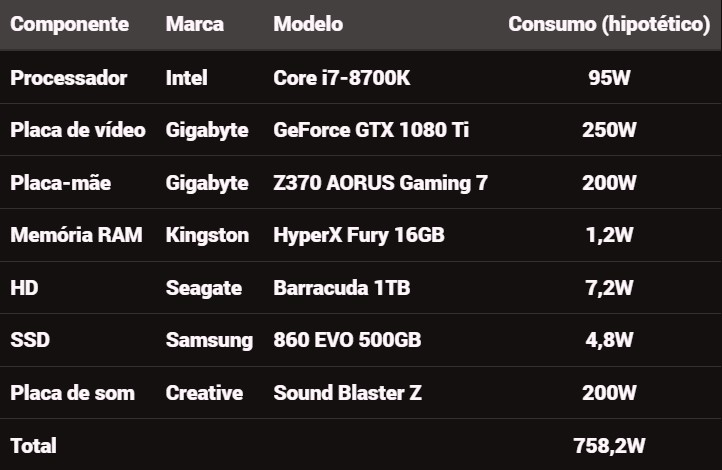 Componente Marca Modelo Consumo (hipotético)
Processador Intel Core i7-8700K 95W
Placa de vídeo Gigabyte GeForce GTX 1080 Ti 250W
Placa-mãe Gigabyte Z370 AORUS Gaming 7 200W
Memória RAM Kingston HyperX Fury 16GB 1,2W
HD Seagate Barracuda 1TB 7,2W
SSD Samsung 860 EVO 500GB 4,8W
Placa de som Creative Sound Blaster Z 200W
Total 758,2W